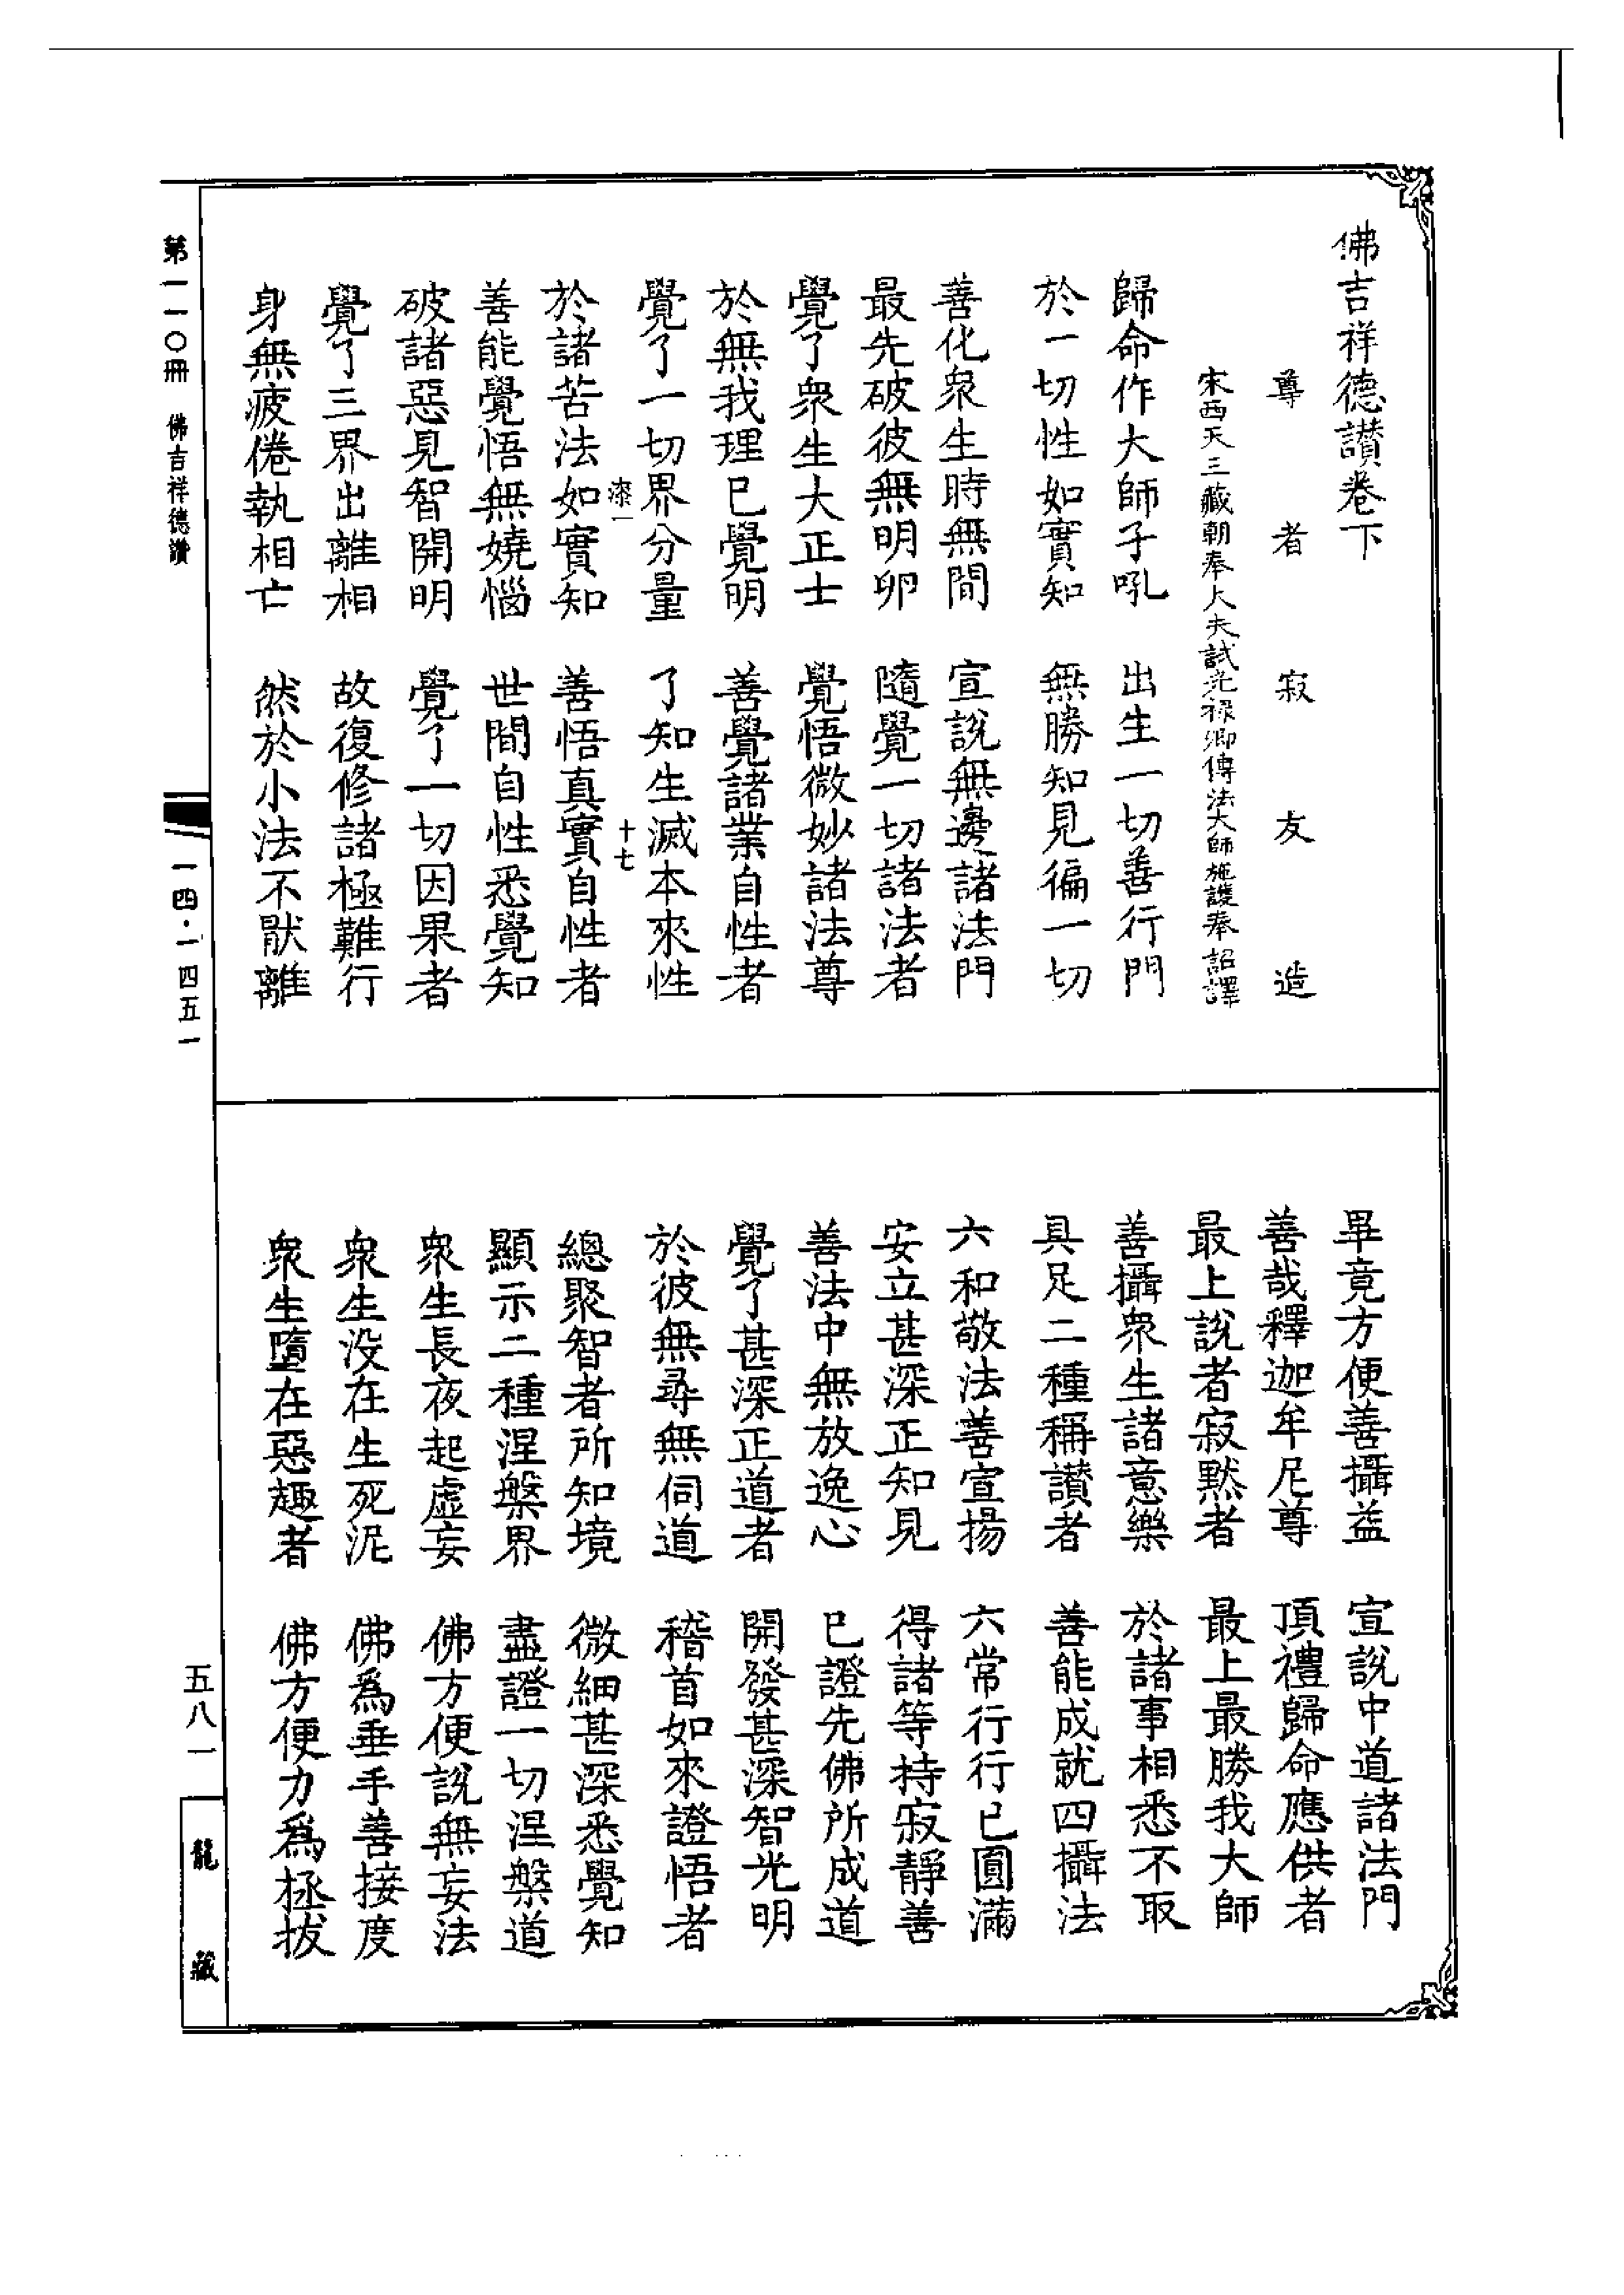 佛吉祥德讃卷下
尊者寂友造
宋西天三藏朝奉大夫試光祿卿傳法大師施護奉詔譯
歸命作大師子吼　出生一切善行門
於一切性如實知　無勝知見徧一切
善化衆生時無間　宣說無邊諸法門
最先破彼無明卵　隨覺一切諸法者
覺了衆生大正士　覺悟微妙諸法尊
於無我理已覺明　善覺諸業自性者
覺了一切界分量　了知生滅本來性
漆一　十七
於諸苦法如實知　善悟真實自性者
善能覺悟無嬈惱　世間自性悉覺知
破諸惡見智開明　覺了一切因果者
覺了三界出離相　故復修諸極難行
身無疲倦執相亡　然於小法不猒離
畢竟方便善攝益　宣說中道諸法門
善哉釋迦牟尼尊　頂禮歸命應供者
最上說者寂默者　最上最勝我大師
善攝衆生諸意樂　於諸事相悉不取
具足二種稱讃者　善能成就四攝法
六和敬法善宣揚　六常行行已圓滿
安立甚深正知見　得諸等持寂靜善
善法中無放逸心　已證先佛所成道
覺了甚深正道者　開發甚深智光明
於彼無尋無伺道　稽首如來證悟者
總聚智者所知境　微細甚深悉覺知
顯示二種涅槃界　盡證一切涅槃道
衆生長夜起虛妄　佛方便說無妄法
衆生没在生死泥　佛爲垂手善接度
衆生墮在惡趣者　佛方便力爲拯拔
第一一〇冊　佛吉祥德讚
一四·一四五一
五八一
龍藏